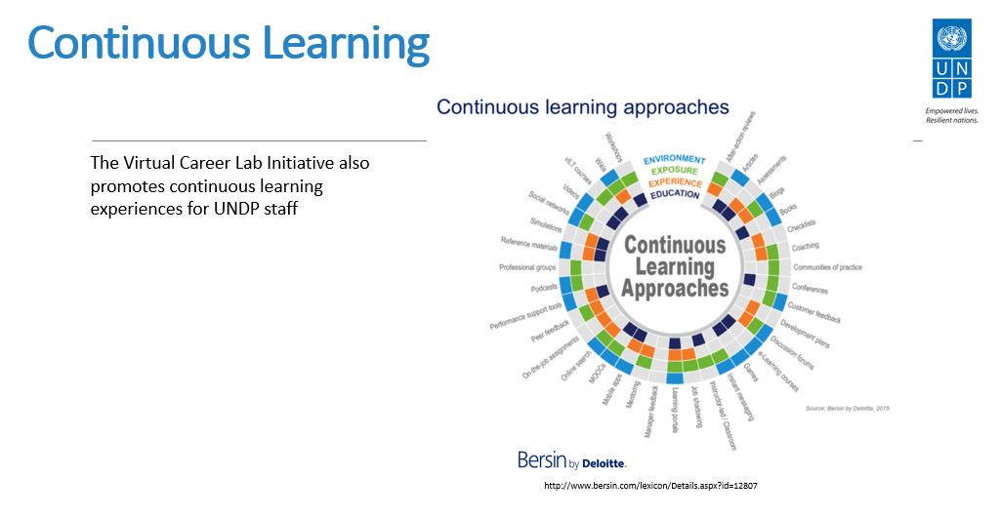 Continuous Learning
UN
DP
Empowered lives.
Resilient nations.
Continuous learning approaches
The Virtual Career Lab Initiative also
promotes continuous learning
experiences for UNDP staff
ENVIRONMENT
EXPOSURE
EXPERIENCE
EDUCATION
Continuous
Learning
Approaches
After-action reviews
Articles
Assessments
Blogs
Books
Checklists
Coaching
Communities of practice
Conferences
Customer feedback
Development plans
Discussion forums
e-Learning courses
Games
Instant messaging
Instructor-led / Classroom
Job shadowing
Learning portals
Manager feedback
Mentoring
Mobile apps
MOOCs
Online search
On-the-job assignments
Peer feedback
Performance support tools
Podcasts
Professional groups
Reference materials
Simulations
Social networks
Videos
vILT courses
Wikis
Workshops
Source: Bersin by Deloitte, 2015
Bersin by Deloitte.
http://www.bersin.com/lexicon/Details.aspx?id=12807